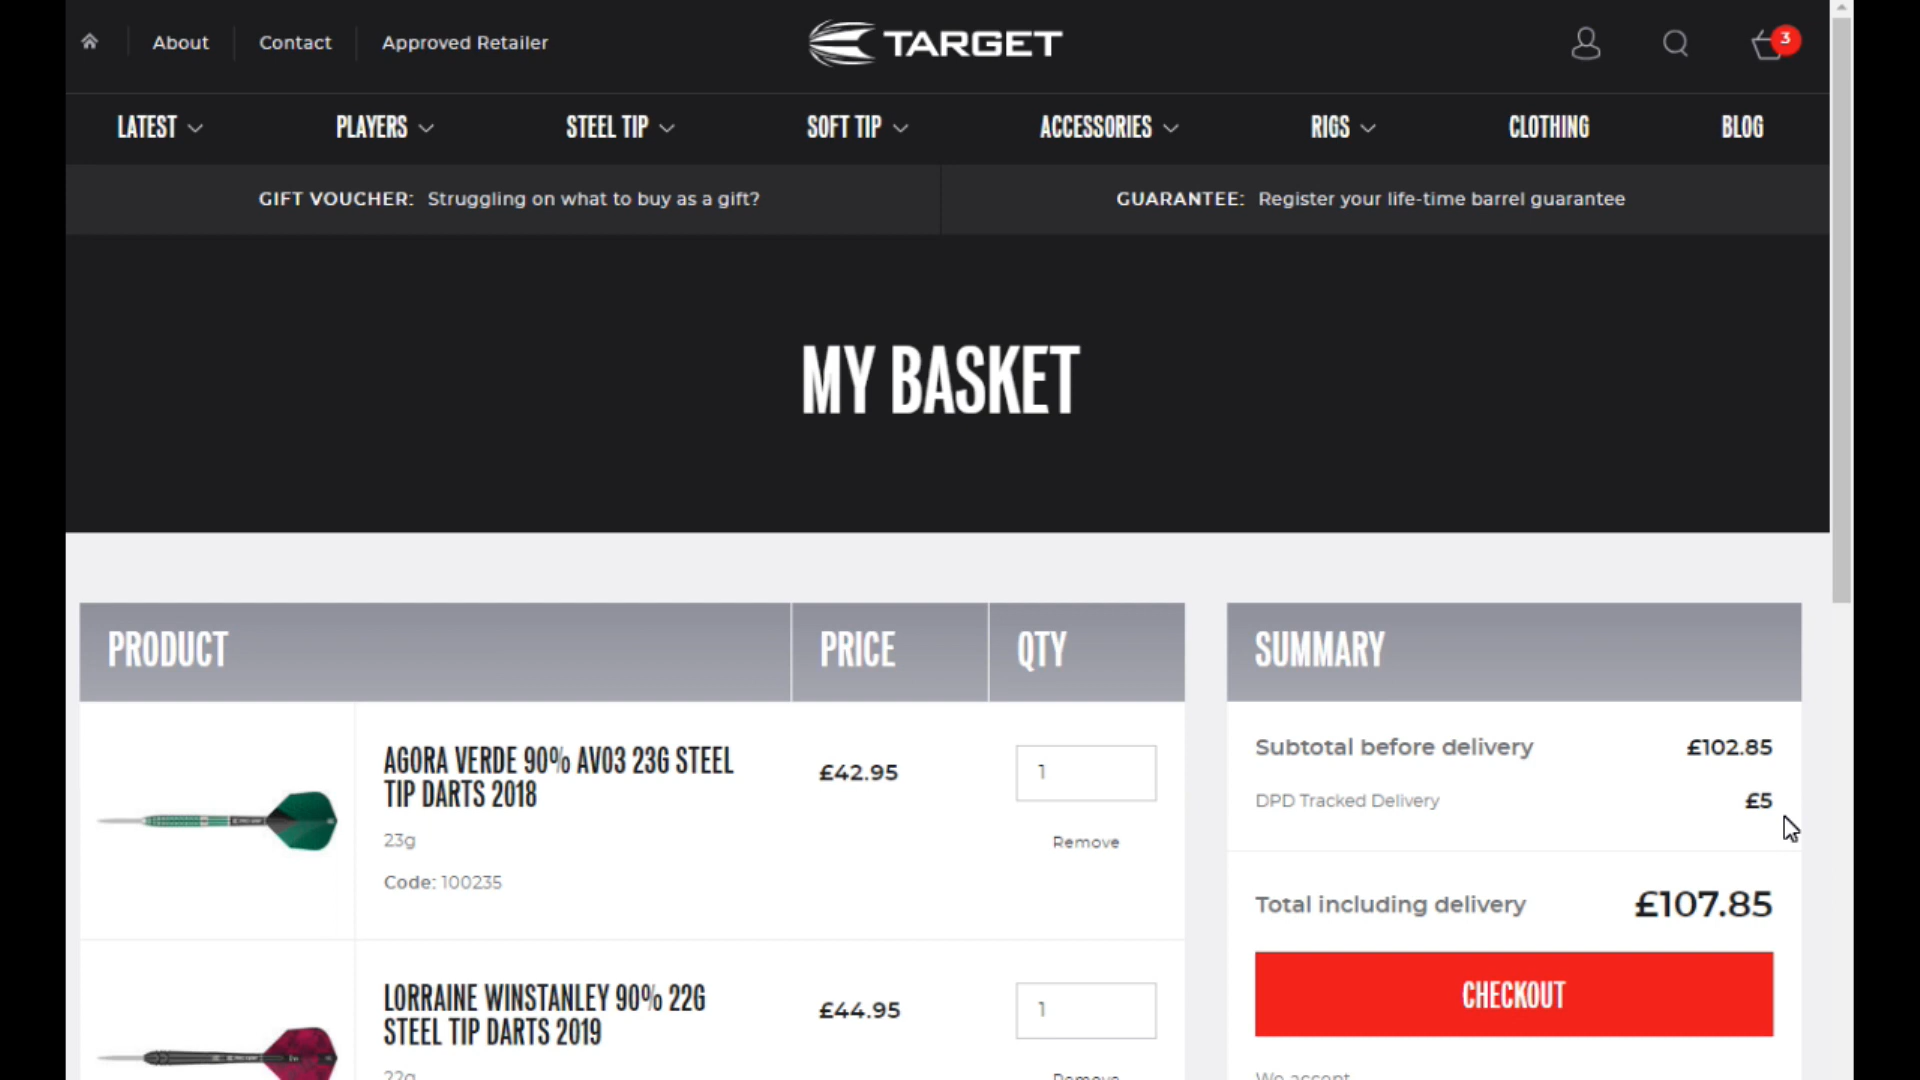 About
Contact
Approved Retailer
TARGET
3
LATEST
PLAYERS
STEEL TIP
SOFT TIP
ACCESSORIES
RIGS
CLOTHING
BLOG
GIFT VOUCHER: Struggling on what to buy as a gift?
GUARANTEE: Register your life-time barrel guarantee
MY BASKET
PRODUCT
PRICE
QTY
AGORA VERDE 90% AV03 23G STEEL
TIP DARTS 2018
23g
Code: 100235
£42.95
1
Remove
LORRAINE WINSTANLEY 90% 22G
STEEL TIP DARTS 2019
22g
£44.95
1
Remove
SUMMARY
Subtotal before delivery
£102.85
DPD Tracked Delivery
£5
Total including delivery
£107.85
CHECKOUT
We accept